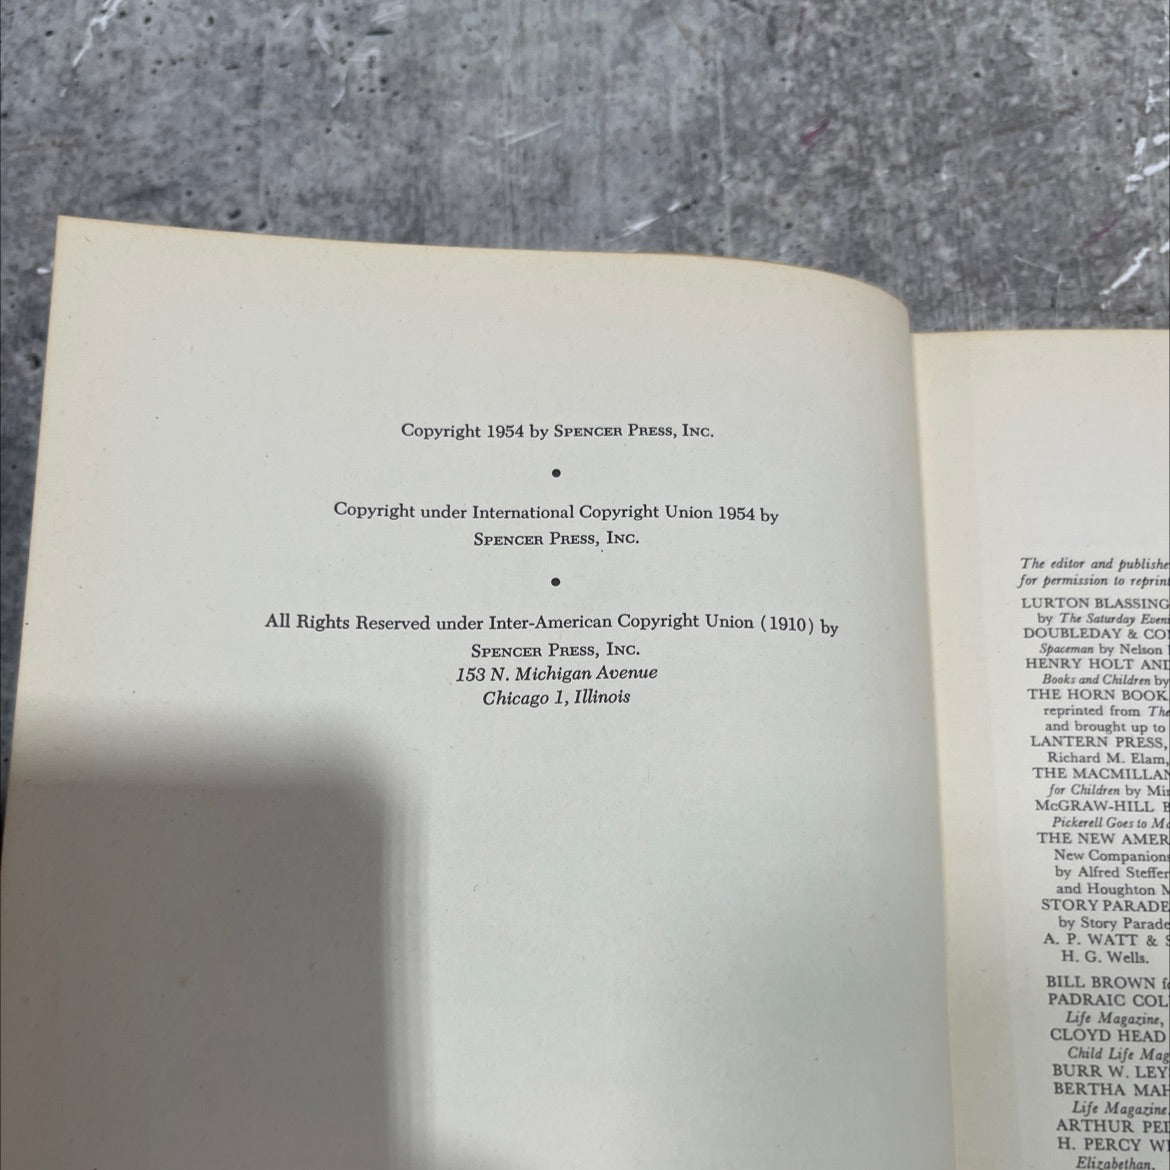 Copyright 1954 by SPENCER PRESS, INC.
•
Copyright under International Copyright Union 1954 by
SPENCER PRESS, INC.
•
All Rights Reserved under Inter-American Copyright Union (1910) by
SPENCER PRESS, INC.
153 N. Michigan Avenue
Chicago 1, Illinois
The editor and publishe
for permission to reprint
LURTON BLASSING
by The Saturday Even
DOUBLEDAY & CO
Spaceman by Nelson
HENRY HOLT AND
Books and Children by
THE HORN BOOK
reprinted from The
and brought up to
LANTERN PRESS,
Richard M. Elam,
THE MACMILLAN
for Children by Mi
McGRAW-HILL B
Pickerell Goes to Ma
THE NEW AMER
New Companions
by Alfred Steffer
and Houghton M
STORY PARADE
by Story Parade
A. P. WATT & S
H. G. Wells.
BILL BROWN fo
PADRAIC COL
Life Magazine,
CLOYD HEAD
Child Life Mag
BURR W. LEY
BERTHA MAH
Life Magazine.
ARTHUR PEI
H. PERCY W
Elizabethan.